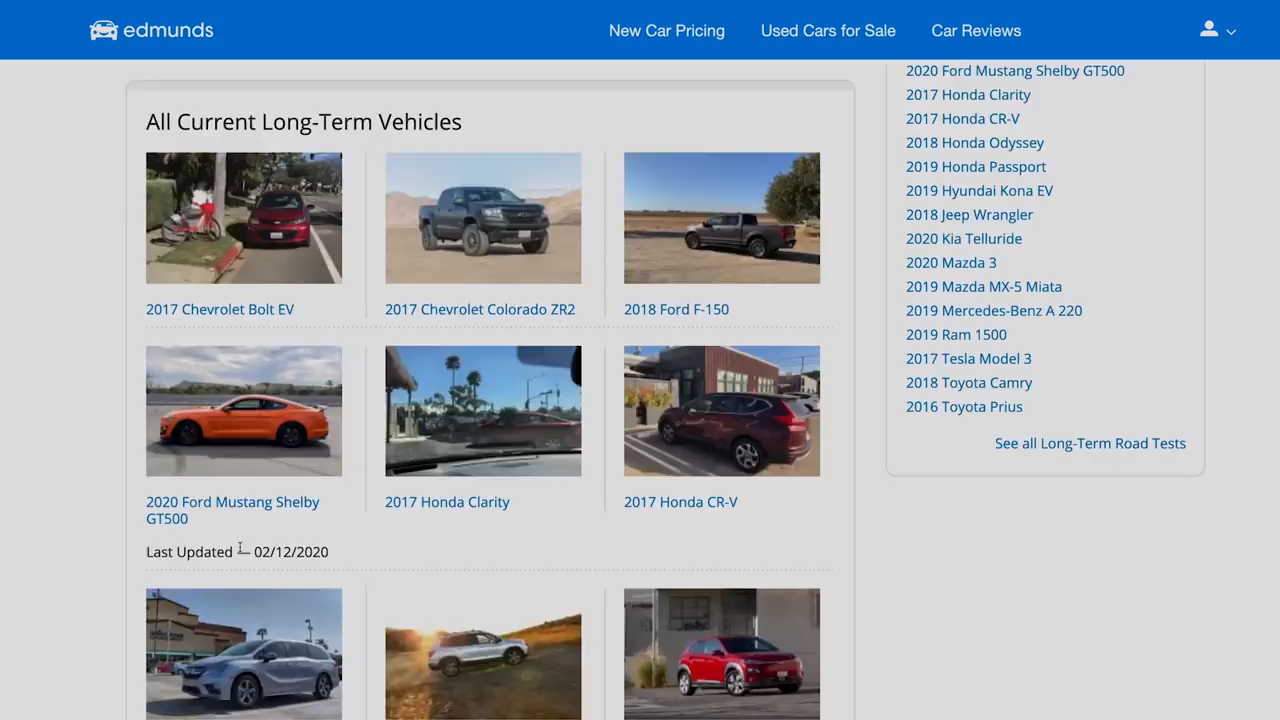 edmunds
New Car Pricing
Used Cars for Sale
Car Reviews
All Current Long-Term Vehicles
2017 Chevrolet Bolt EV
2017 Chevrolet Colorado ZR2
2018 Ford F-150
2020 Ford Mustang Shelby
GT500
2017 Honda Clarity
2017 Honda CR-V
Last Updated — 02/12/2020
2020 Ford Mustang Shelby GT500
2017 Honda Clarity
2017 Honda CR-V
2018 Honda Odyssey
2019 Honda Passport
2019 Hyundai Kona EV
2018 Jeep Wrangler
2020 Kia Telluride
2020 Mazda 3
2019 Mazda MX-5 Miata
2019 Mercedes-Benz A 220
2019 Ram 1500
2017 Tesla Model 3
2018 Toyota Camry
2016 Toyota Prius
See all Long-Term Road Tests